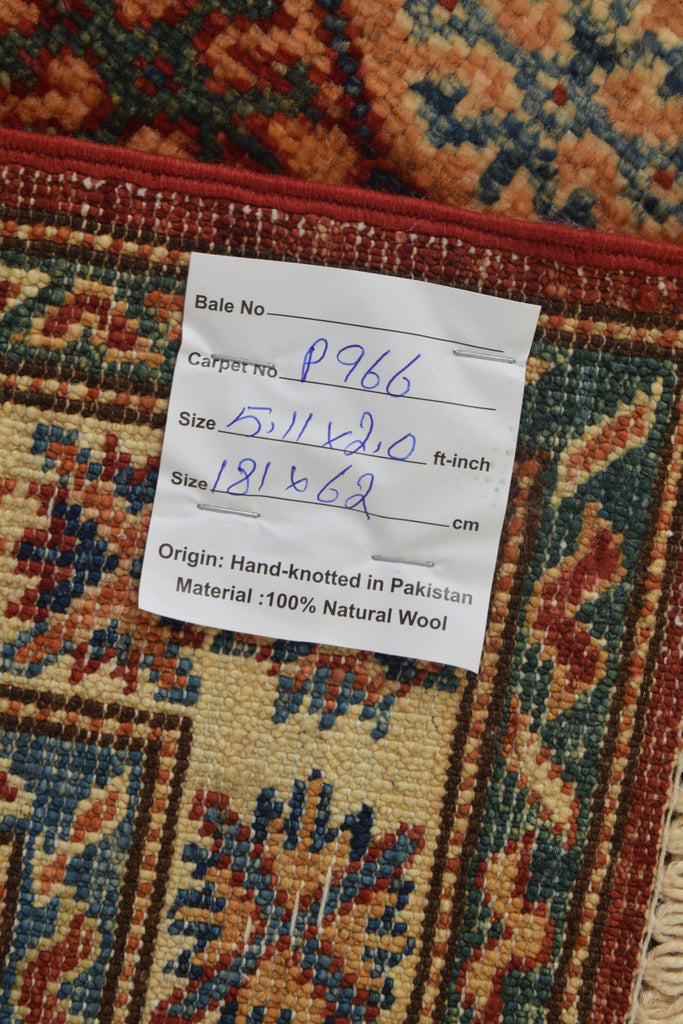 Bale No
Carpet No P966
Size 5.11x2.0 ft-inch
Size 181x62 cm
Origin: Hand-knotted in Pakistan
Material :100% Natural Wool